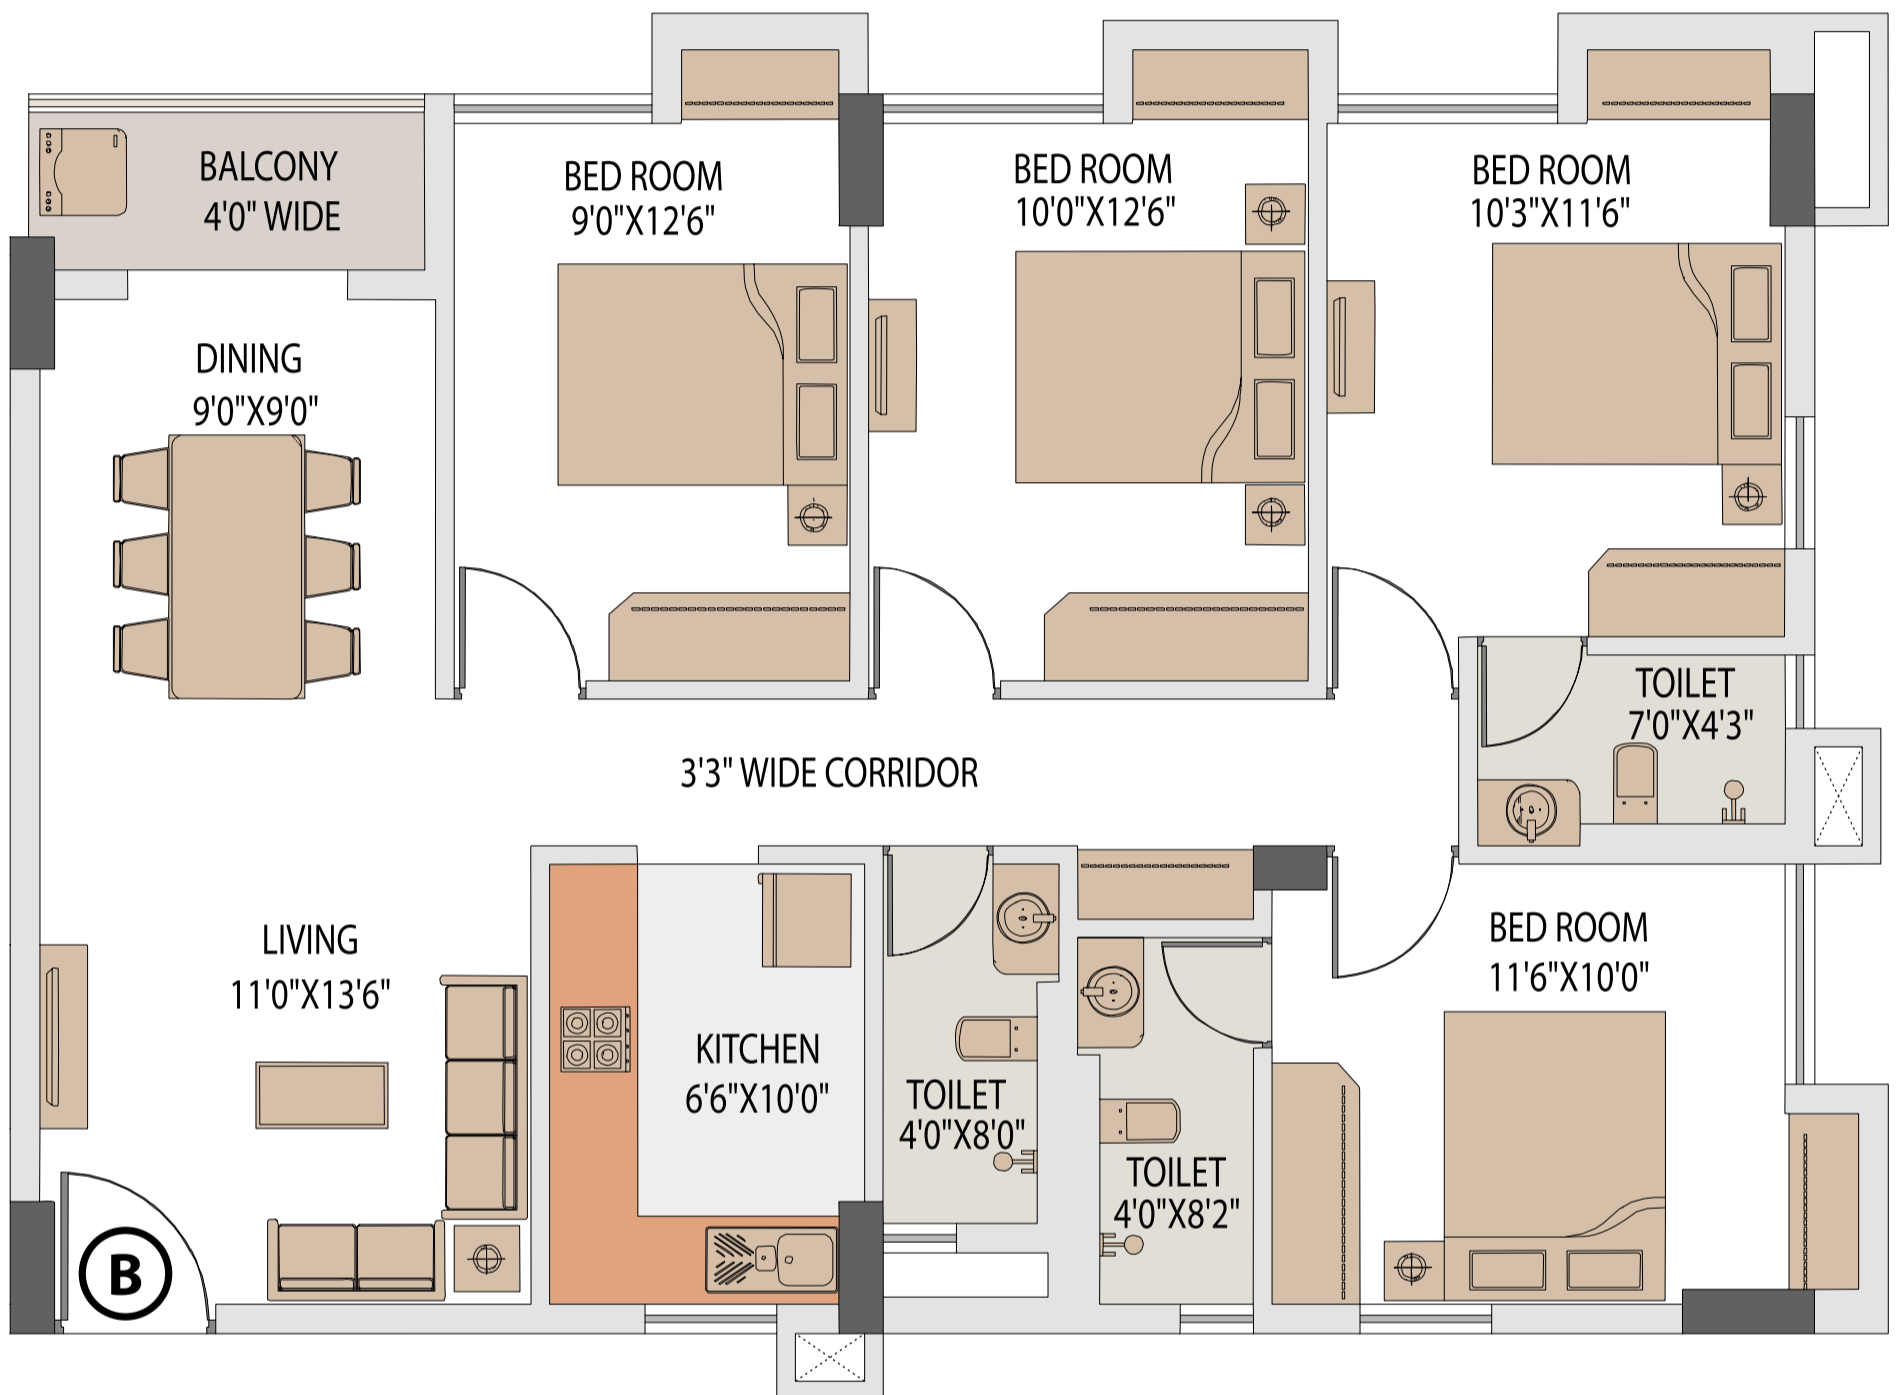 BALCONY
4'0" WIDE
BED ROOM
9'0"X12'6"
BED ROOM
10'0"X12'6"
BED ROOM
10'3"X11'6"
DINING
9'0"X9'0"
TOILET
7'0"X4'3"
3'3" WIDE CORRIDOR
LIVING
11'0"X13'6"
BED ROOM
11'6"X10'0"
KITCHEN
6'6"X10'0"
TOILET
4'0"X8'0"
TOILET
4'0"X8'2"
B